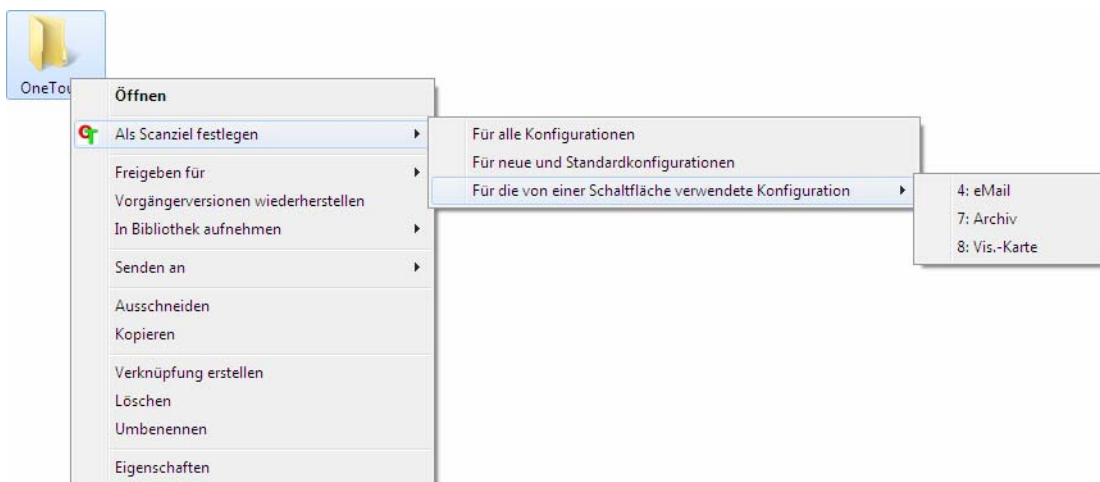 OneTou
Öffnen
Als Scanziel festlegen
Freigeben für
Vorgängerversionen wiederherstellen
In Bibliothek aufnehmen
Senden an
Ausschneiden
Kopieren
Verknüpfung erstellen
Löschen
Umbenennen
Eigenschaften
Für alle Konfigurationen
Für neue und Standardkonfigurationen
Für die von einer Schaltfläche verwendete Konfiguration
4: eMail
7: Archiv
8: Vis.-Karte